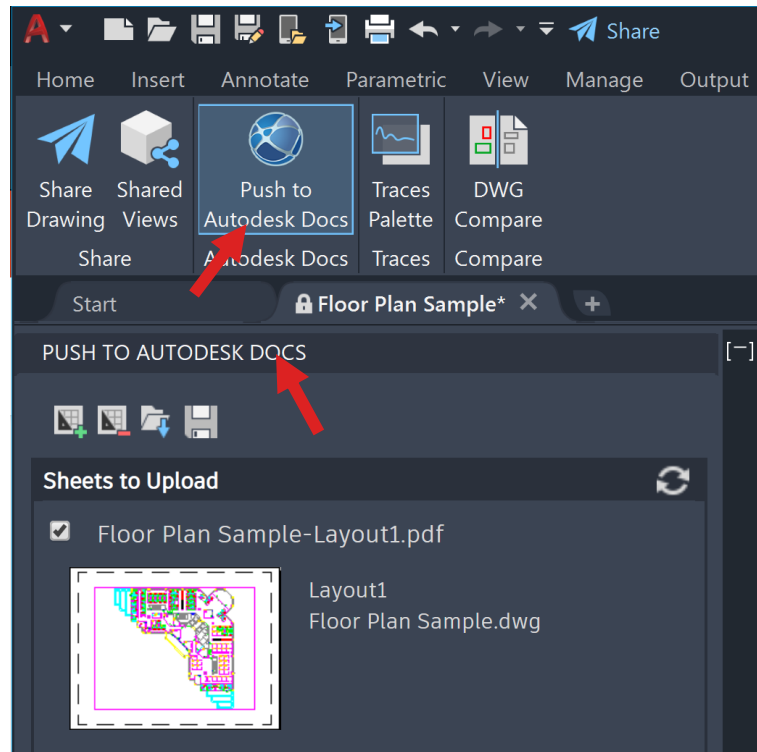 Share
Home Insert Annotate Parametric View Manage Output
Share Drawing
Shared Views
Push to Autodesk Docs
Traces Palette
DWG Compare
Share Autodesk Docs Traces Compare
Start Floor Plan Sample* +
PUSH TO AUTODESK DOCS [−]
Sheets to Upload
Floor Plan Sample-Layout1.pdf
Layout1
Floor Plan Sample.dwg